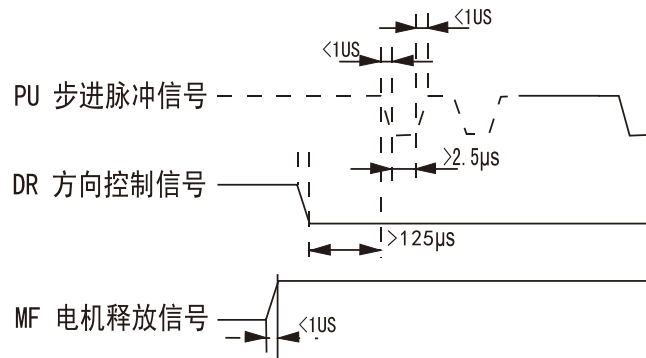 <1US
<1US
PU 步进脉冲信号
>2.5μs
DR 方向控制信号
>125μs
MF 电机释放信号
<1US